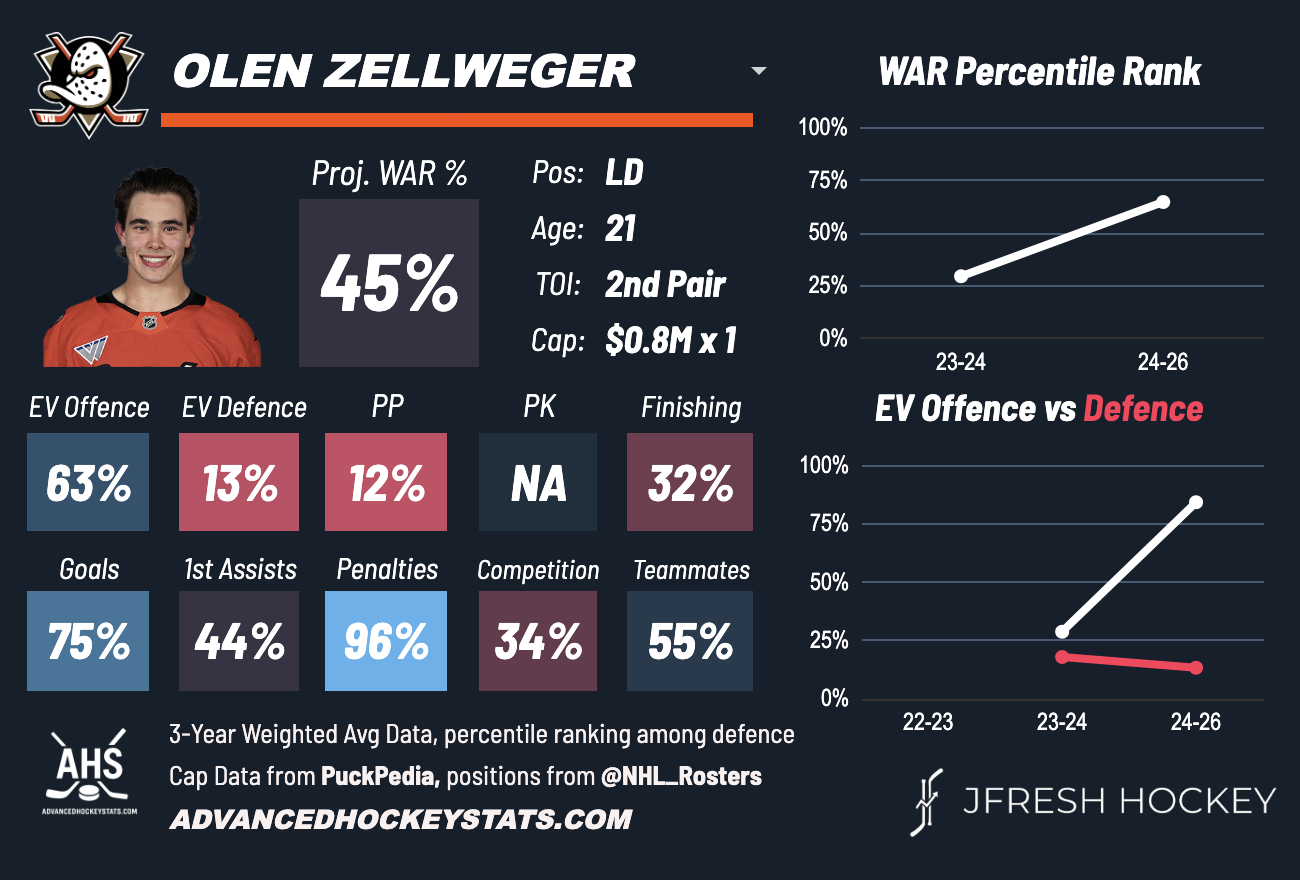 OLEN ZELLWEGER
WAR Percentile Rank
Proj. WAR %
45%
Pos: LD
Age: 21
TOI: 2nd Pair
Cap: $0.8M x 1
100%
75%
50%
25%
0%
23-24 24-26
EV Offence EV Defence PP PK Finishing
63% 13% 12% NA 32%
Goals 1st Assists Penalties Competition Teammates
75% 44% 96% 34% 55%
EV Offence vs Defence
100%
75%
50%
25%
0%
22-23 23-24 24-26
AHS
ADVANCEDHOCKEYSTATS.COM
3-Year Weighted Avg Data, percentile ranking among defence
Cap Data from PuckPedia, positions from @NHL_Rosters
ADVANCEDHOCKEYSTATS.COM
JFRESH HOCKEY